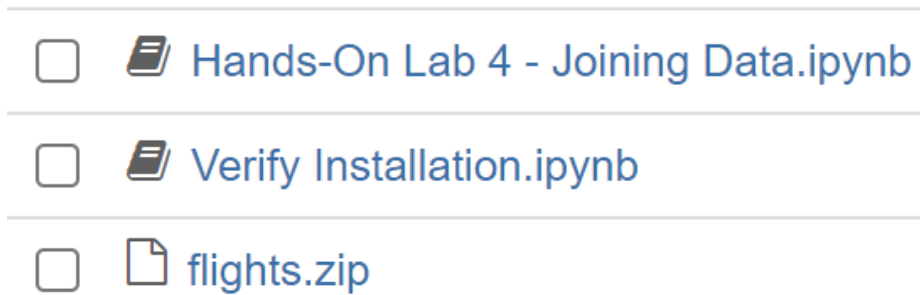 Hands-On Lab 4 - Joining Data.ipynb
Verify Installation.ipynb
flights.zip